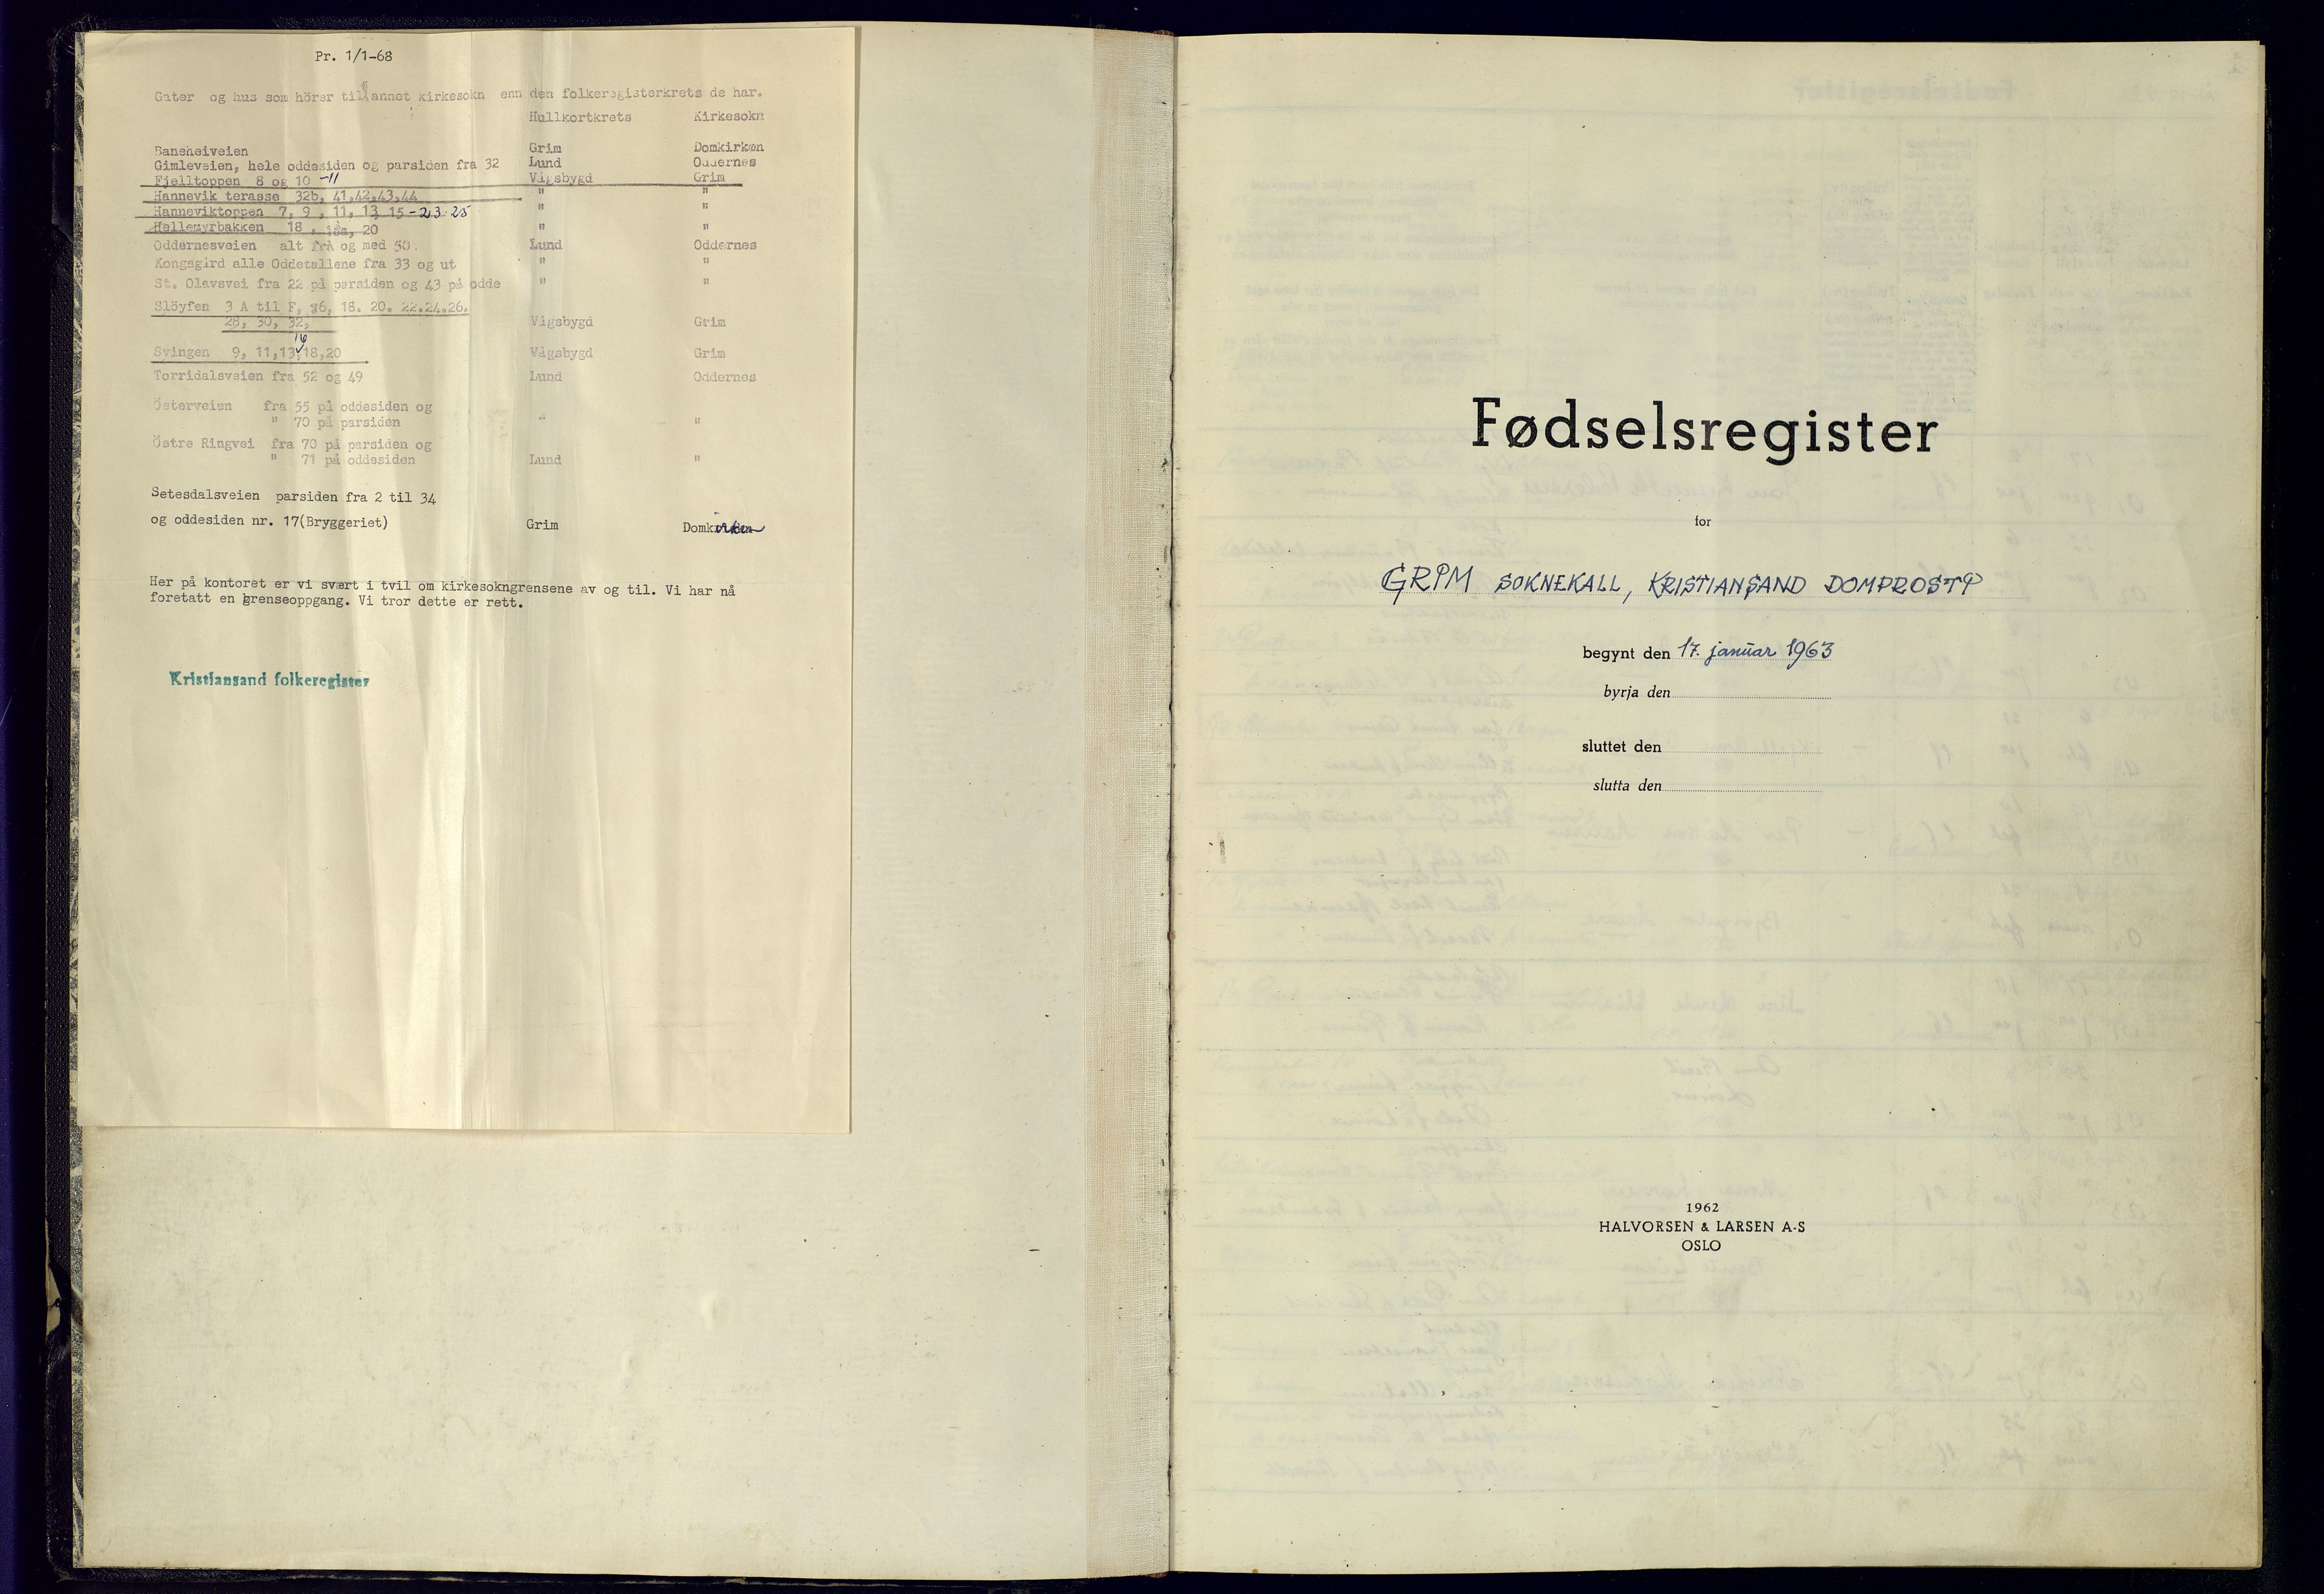 Pr. 1/1-68
Gater og hus som hörer til annet kirkesokn enn den folkeregisterkrets de har.
Hullkortkrets Kirkesokn
Baneheiveien Grim Domkirken
Gimleveien, hele oddesiden og parsiden fra 32 Lund Oddernes
Fjelltoppen 8 og 10 -11 Vågsbygd Grim
Hannevik terasse 32b, 41,42,43,44 " "
Hanneviktoppen 7, 9, 11, 13 15 - 23 25 " "
Hellemyrbakken 18, 18a, 20 " "
Oddernesveien alt frå og med 50. Lund Oddernes
Kongsgård alle Oddetallene fra 33 og ut " "
St. Olavsvei fra 22 på parsiden og 43 på odde " "
Slöyfen 3 A til F, 16, 18. 20. 22.24.26.
28, 30, 32, Vågsbygd Grim
16
Svingen 9, 11,13,18,20 Vågsbygd Grim
Torridalsveien fra 52 og 49 Lund Oddernes
Österveien fra 55 på oddesiden og
" 70 på parsiden " "
Östre Ringvei fra 70 på parsiden og
" 71 på oddesiden Lund "
Setesdalsveien parsiden fra 2 til 34
og oddesiden nr. 17(Bryggeriet) Grim Domkirken
Her på kontoret er vi svært i tvil om kirkesokngrensene av og til. Vi har nå
foretatt en grenseoppgang. Vi tror dette er rett.
Kristiansand folkeregister
Fødselsregister
for
GRIM SOKNEKALL, KRISTIANSAND DOMPROSTI
begynt den 17. januar 1963
byrja den
sluttet den
slutta den
1962
HALVORSEN & LARSEN A-S
OSLO